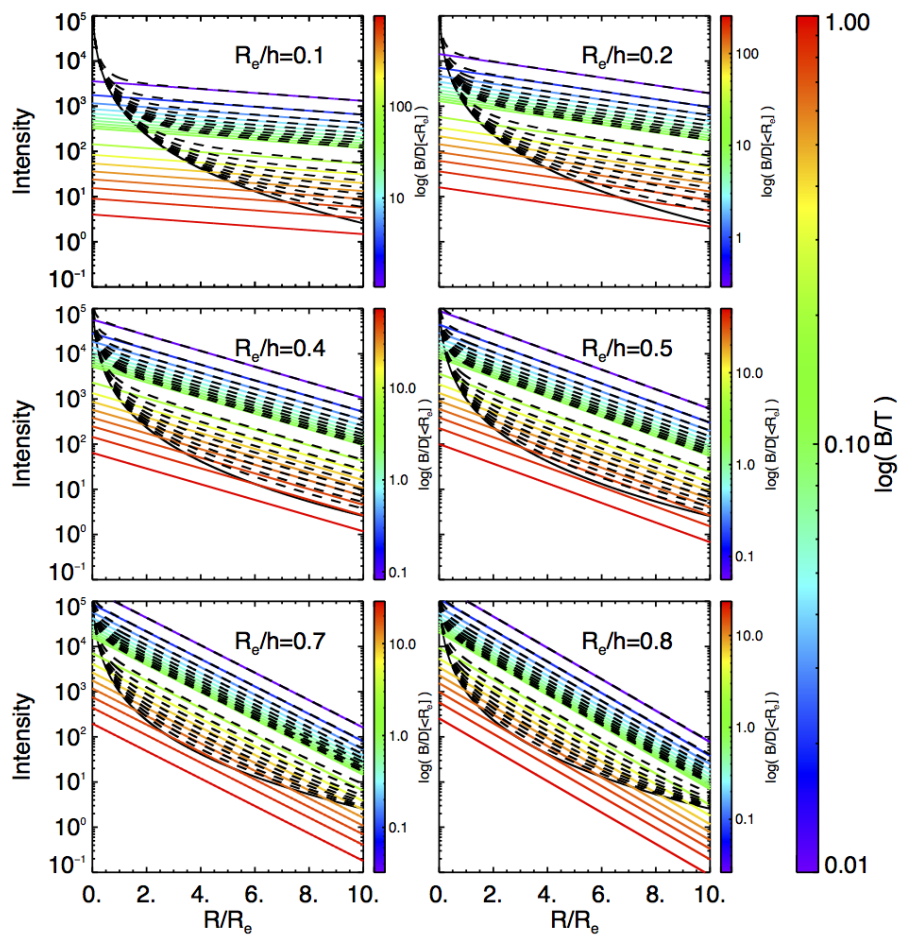 10^5
10^4
10^3
10^2
10^1
10^0
10^-1
Intensity
R_e/h=0.1
100
10
log( B/D[<R_e] )
R_e/h=0.2
100
10
1
log( B/D[<R_e] )
10^5
10^4
10^3
10^2
10^1
10^0
10^-1
Intensity
R_e/h=0.4
10.0
1.0
0.1
log( B/D[<R_e] )
R_e/h=0.5
10.0
1.0
0.1
log( B/D[<R_e] )
10^5
10^4
10^3
10^2
10^1
10^0
10^-1
Intensity
R_e/h=0.7
10.0
1.0
0.1
log( B/D[<R_e] )
0. 2. 4. 6. 8. 10.
R/R_e
R_e/h=0.8
10.0
1.0
0.1
log( B/D[<R_e] )
0. 2. 4. 6. 8. 10.
R/R_e
1.00
0.10
0.01
log( B/T )